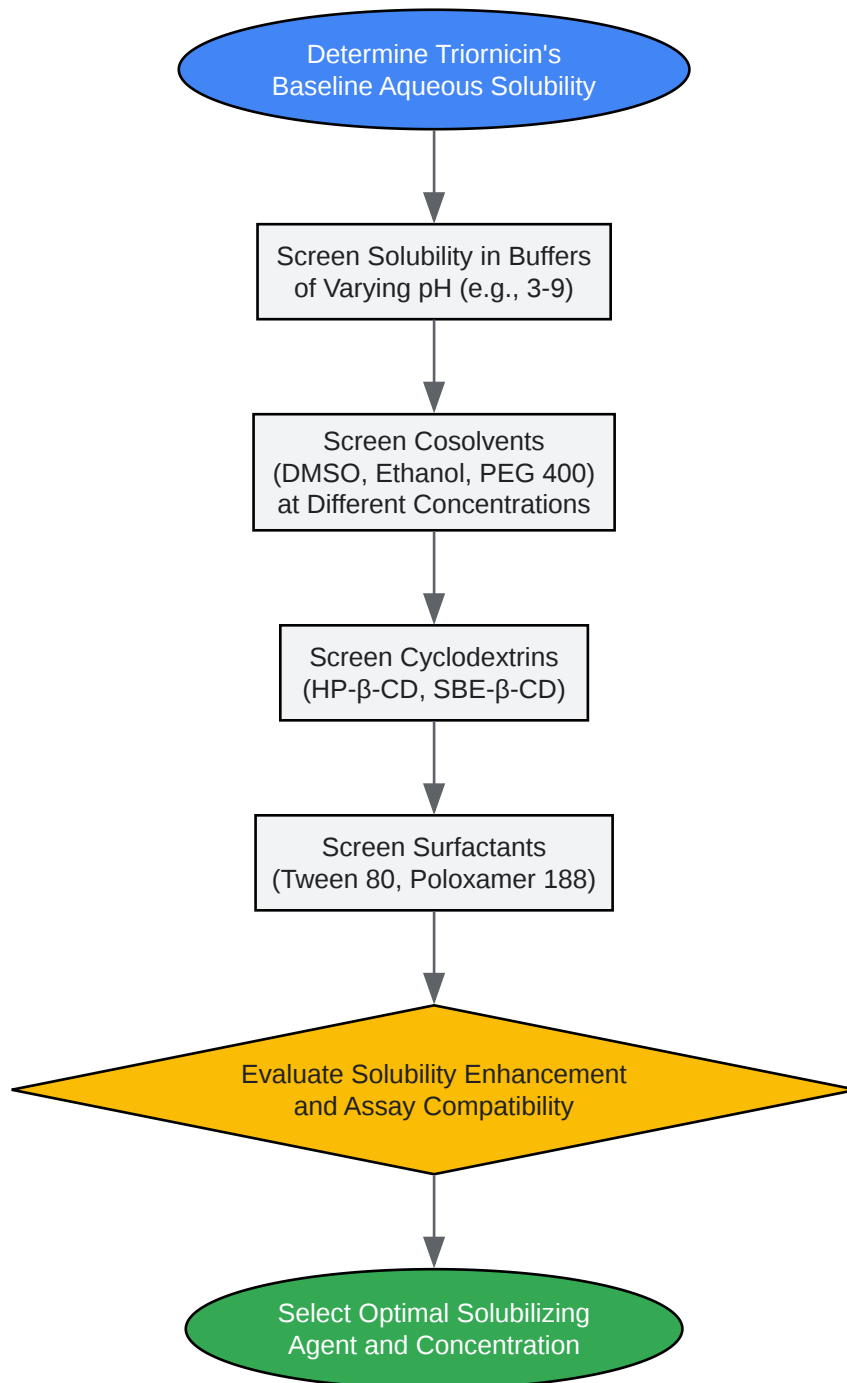 Determine Triornicin's
Baseline Aqueous Solubility
Screen Solubility in Buffers
of Varying pH (e.g., 3-9)
Screen Cosolvents
(DMSO, Ethanol, PEG 400)
at Different Concentrations
Screen Cyclodextrins
(HP-β-CD, SBE-β-CD)
Screen Surfactants
(Tween 80, Poloxamer 188)
Evaluate Solubility Enhancement
and Assay Compatibility
Select Optimal Solubilizing
Agent and Concentration